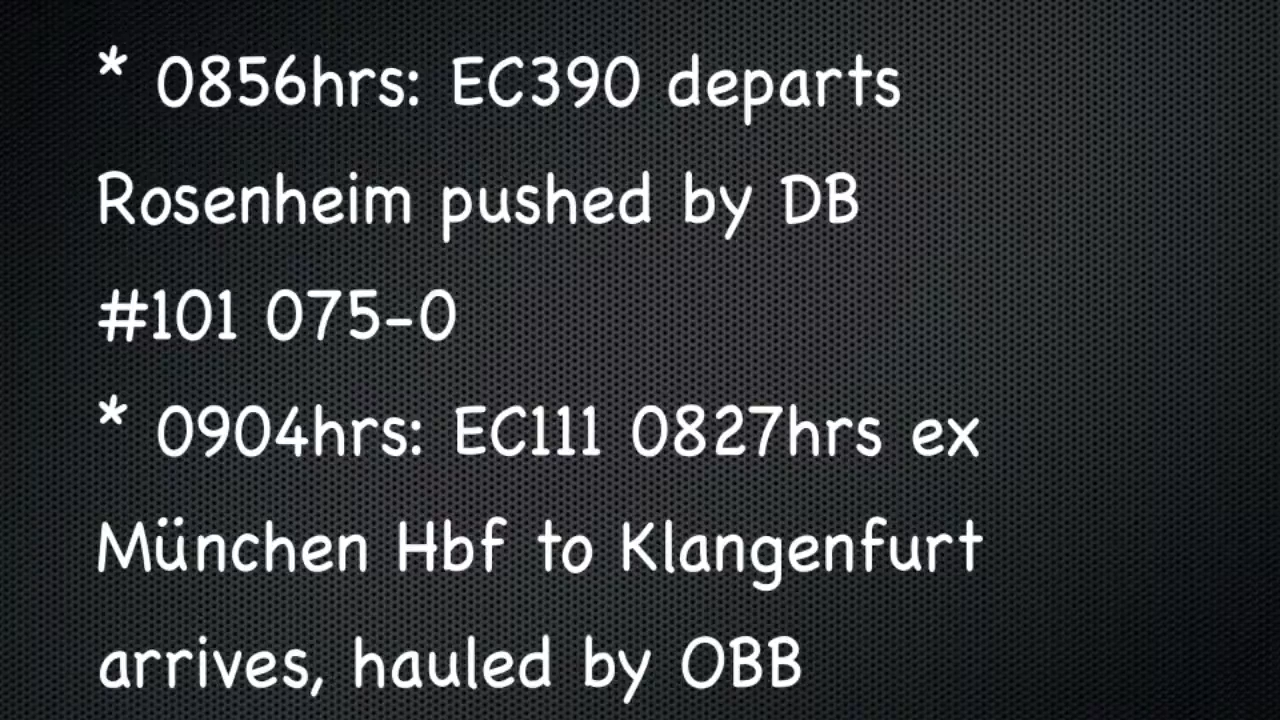 * 0856hrs: EC390 departs
Rosenheim pushed by DB
#101 075-0
* 0904hrs: EC111 0827hrs ex
München Hbf to Klangenfurt
arrives, hauled by OBB